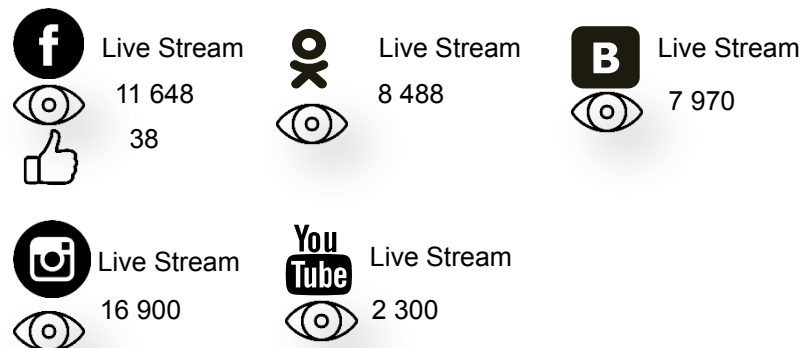 f
Live Stream
11 648
38
Live Stream
8 488
B
Live Stream
7 970
Live Stream
16 900
You
Tube
Live Stream
2 300